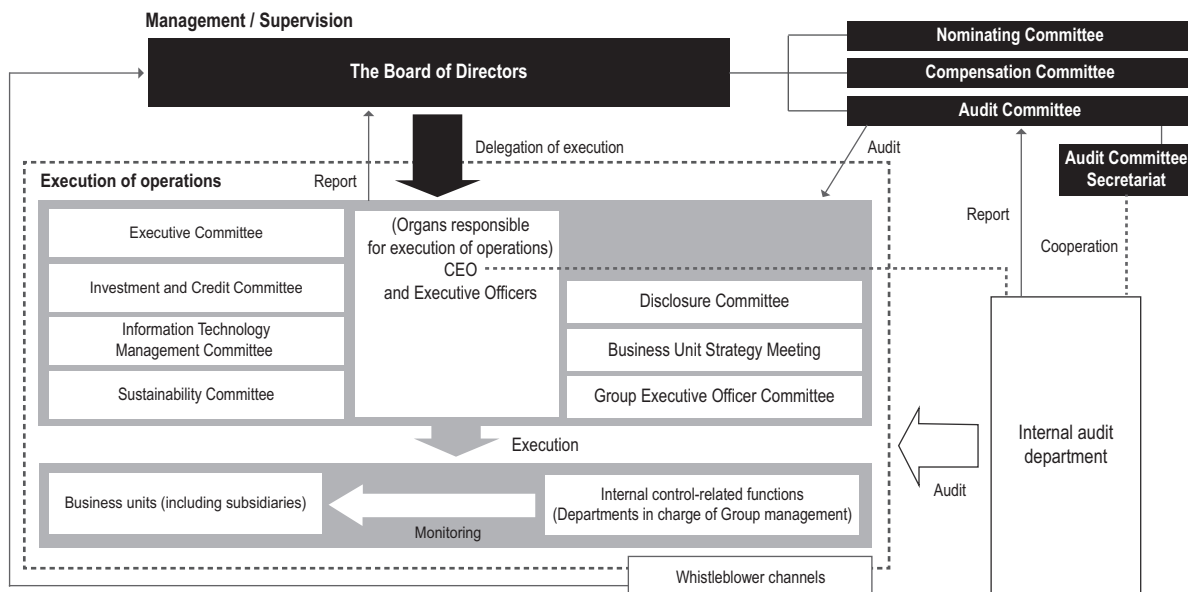 Management / Supervision
The Board of Directors
Nominating Committee
Compensation Committee
Audit Committee
Delegation of execution
Audit
Audit Committee
Secretariat
Execution of operations
Report
Report
Cooperation
Executive Committee
Investment and Credit Committee
Information Technology
Management Committee
Sustainability Committee
(Organs responsible
for execution of operations)
CEO
and Executive Officers
Disclosure Committee
Business Unit Strategy Meeting
Group Executive Officer Committee
Execution
Internal audit
department
Audit
Business units (including subsidiaries)
Internal control-related functions
(Departments in charge of Group management)
Monitoring
Whistleblower channels